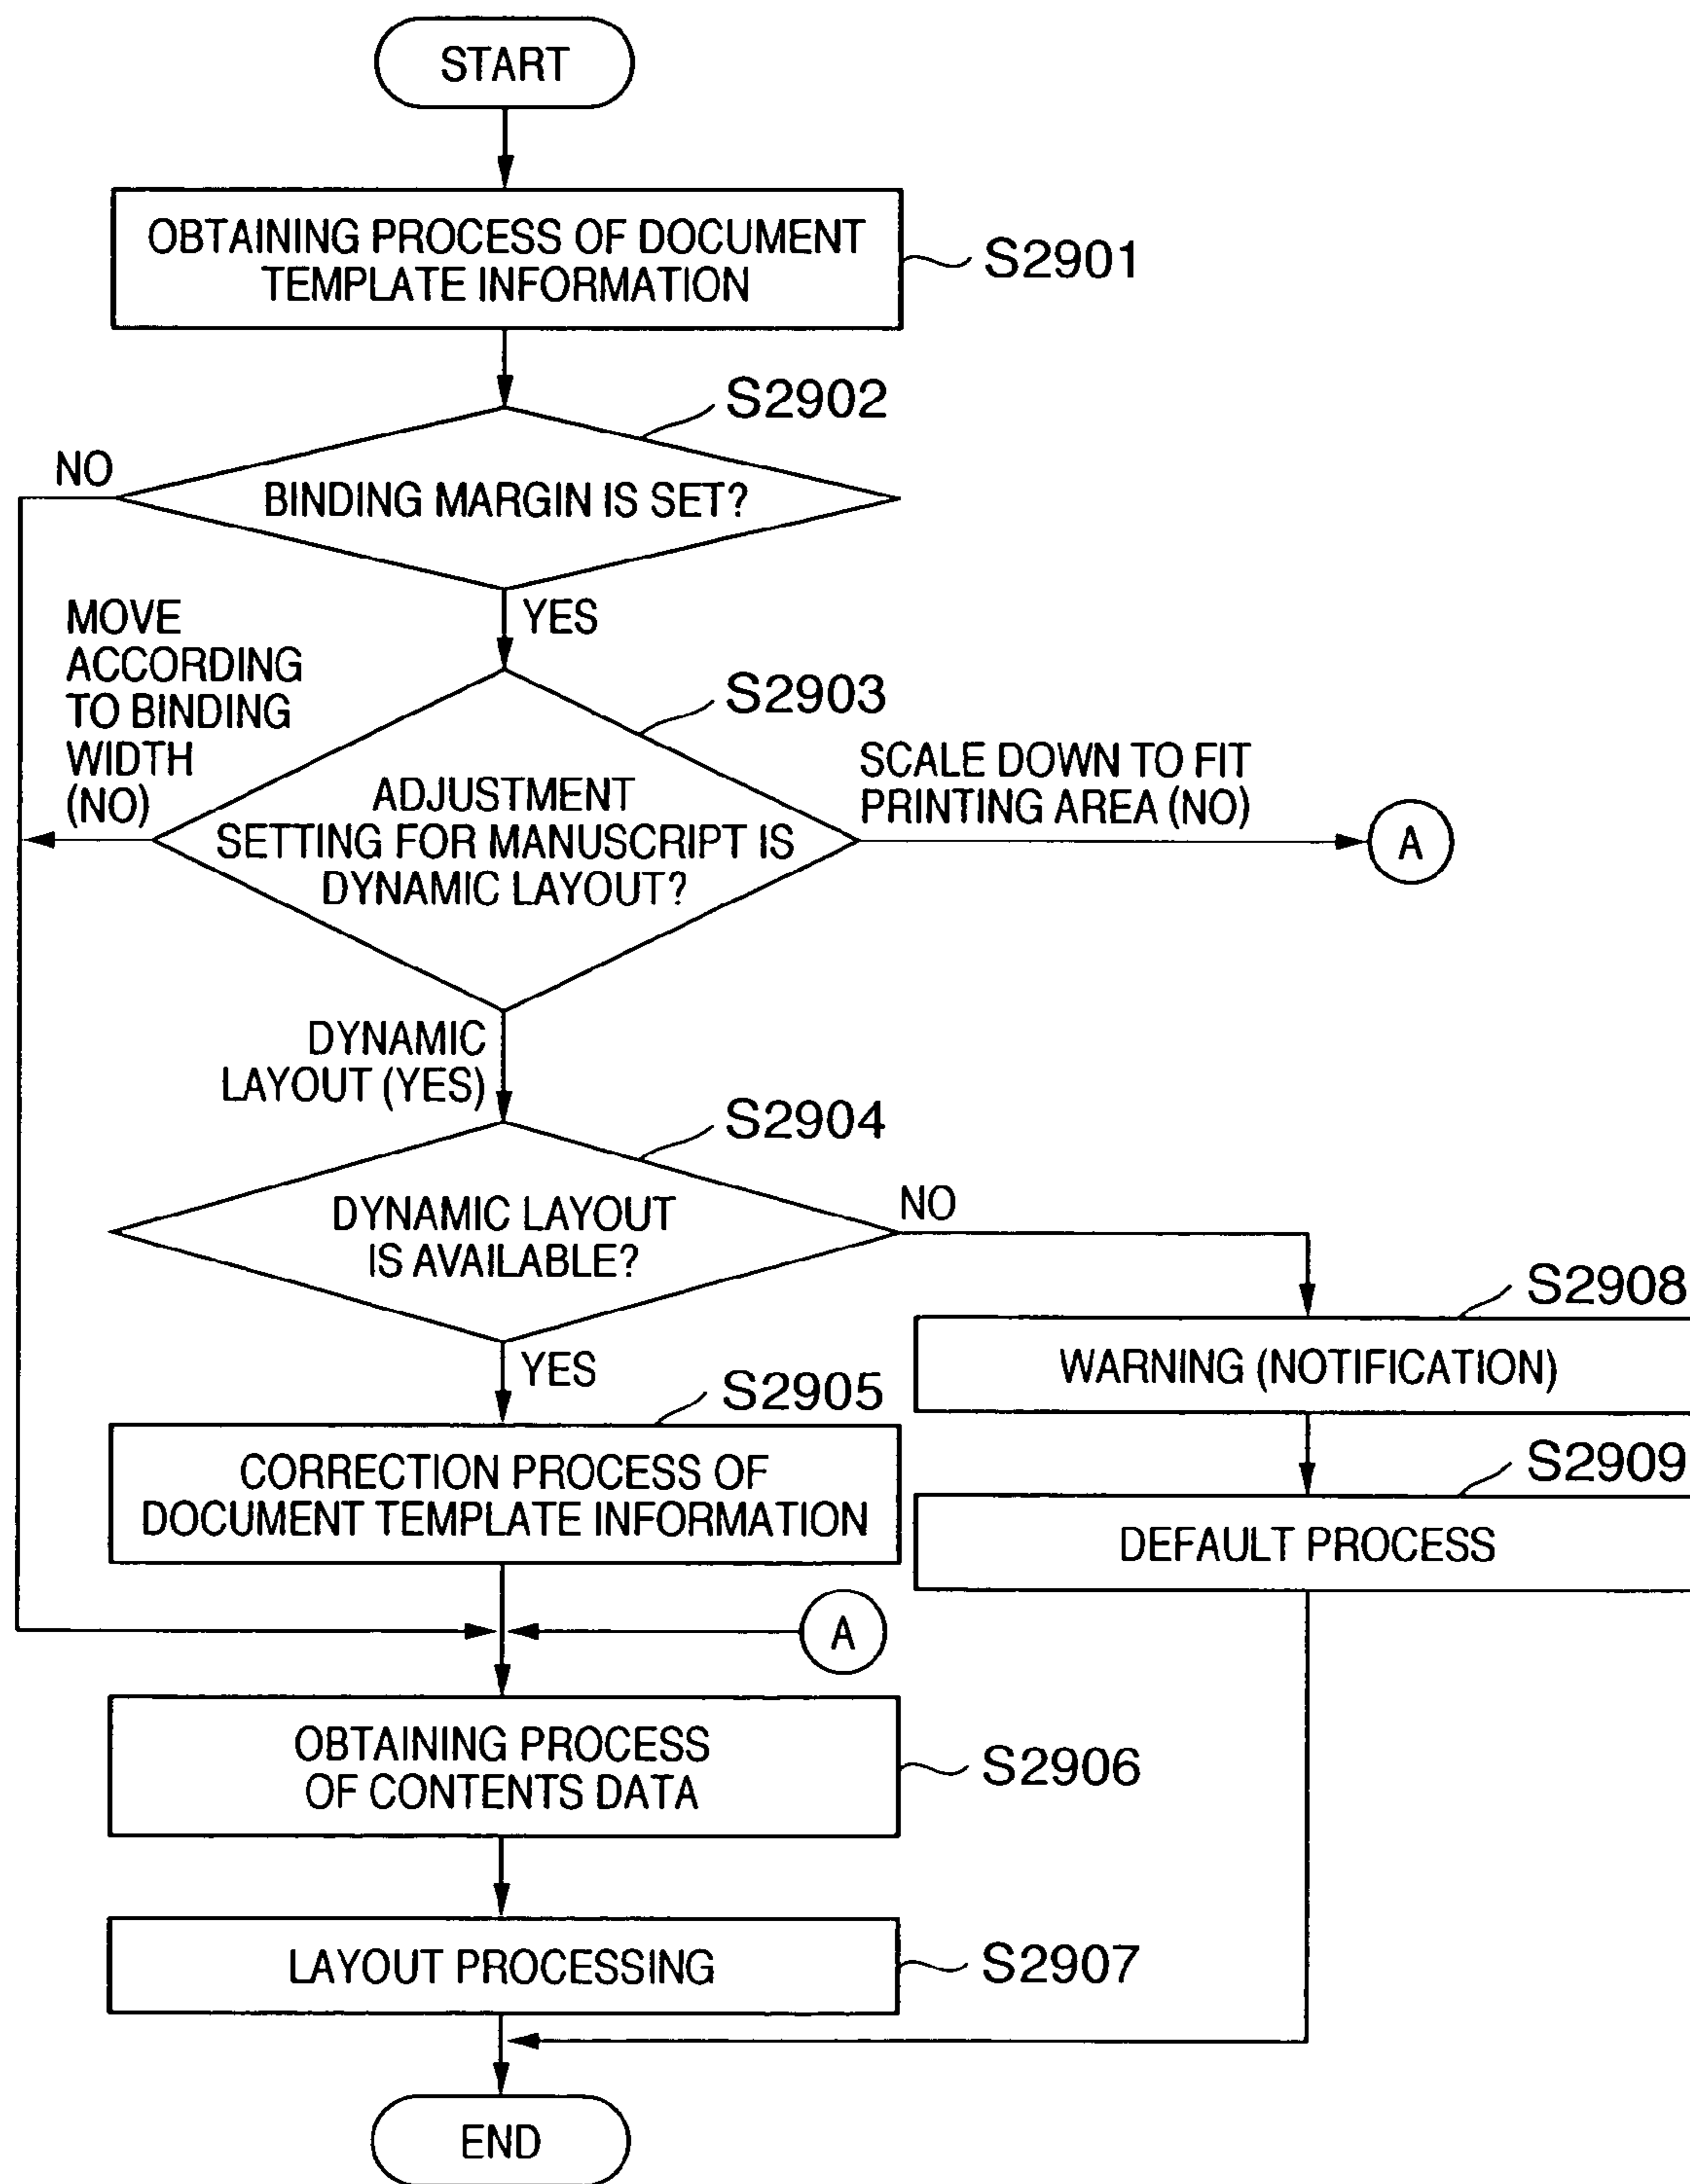 START
OBTAINING PROCESS OF DOCUMENT
TEMPLATE INFORMATION
S2901
S2902
NO
BINDING MARGIN IS SET?
YES
MOVE
ACCORDING
TO BINDING
WIDTH
(NO)
S2903
ADJUSTMENT
SETTING FOR MANUSCRIPT IS
DYNAMIC LAYOUT?
SCALE DOWN TO FIT
PRINTING AREA (NO)
A
DYNAMIC
LAYOUT (YES)
S2904
DYNAMIC LAYOUT
IS AVAILABLE?
NO
YES
S2908
WARNING (NOTIFICATION)
S2905
CORRECTION PROCESS OF
DOCUMENT TEMPLATE INFORMATION
S2909
DEFAULT PROCESS
A
OBTAINING PROCESS
OF CONTENTS DATA
S2906
LAYOUT PROCESSING
S2907
END